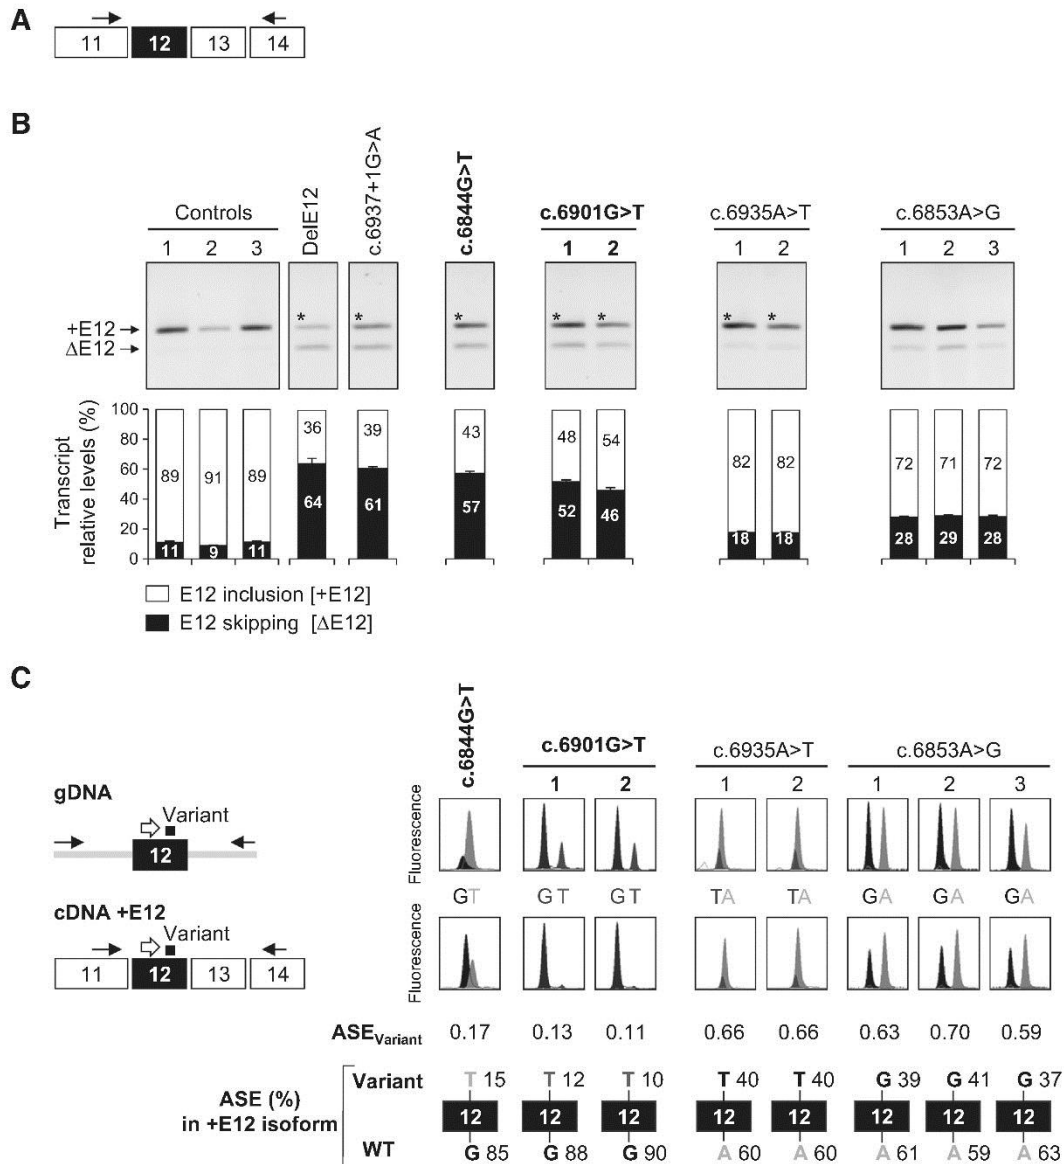 A
11 12 13 14
B
Controls
DelE12
c.6937+1G>A
c.6844G>T
c.6901G>T
c.6935A>T
c.6853A>G
1 2 3 1 2 1 2 1 2 3
+E12
* * * * * * *
ΔE12
Transcript
relative levels (%)
100
80
60
40
20
0
89 91 89 36 39 43 48 54 82 82 72 71 72
11 9 11 64 61 57 52 46 18 18 28 29 28
E12 inclusion [+E12]
E12 skipping [ΔE12]
C
c.6844G>T
c.6901G>T
c.6935A>T
c.6853A>G
1 2 1 2 1 2 3
gDNA
Variant
12
Fluorescence
GT GT GT TA TA GA GA GA
cDNA +E12
Variant
11 12 13 14
Fluorescence
ASEVariant 0.17 0.13 0.11 0.66 0.66 0.63 0.70 0.59
Variant T 15 T 12 T 10 T 40 T 40 G 39 G 41 G 37
ASE (%)
in +E12 isoform
12 12 12 12 12 12 12 12
WT G 85 G 88 G 90 A 60 A 60 A 61 A 59 A 63